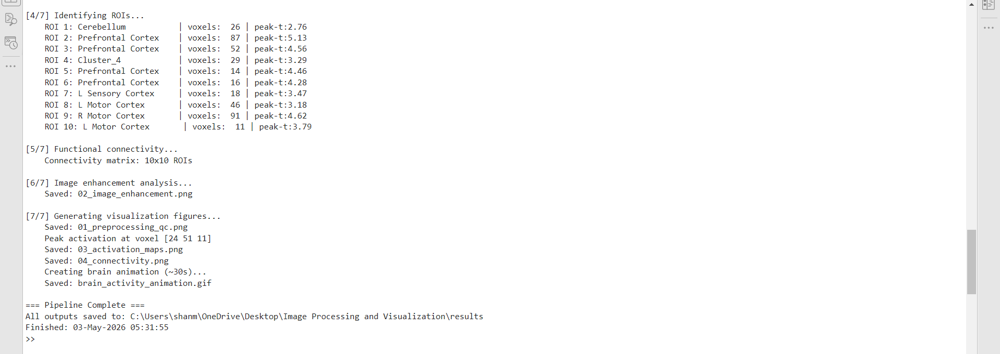 [4/7] Identifying ROIs...
    ROI 1: Cerebellum           | voxels:  26 | peak-t:2.76
    ROI 2: Prefrontal Cortex    | voxels:  87 | peak-t:5.13
    ROI 3: Prefrontal Cortex    | voxels:  52 | peak-t:4.56
    ROI 4: Cluster_4            | voxels:  29 | peak-t:3.29
    ROI 5: Prefrontal Cortex    | voxels:  14 | peak-t:4.46
    ROI 6: Prefrontal Cortex    | voxels:  16 | peak-t:4.28
    ROI 7: L Sensory Cortex     | voxels:  18 | peak-t:3.47
    ROI 8: L Motor Cortex       | voxels:  46 | peak-t:3.18
    ROI 9: R Motor Cortex       | voxels:  91 | peak-t:4.62
    ROI 10: L Motor Cortex       | voxels:  11 | peak-t:3.79

[5/7] Functional connectivity...
    Connectivity matrix: 10x10 ROIs

[6/7] Image enhancement analysis...
    Saved: 02_image_enhancement.png

[7/7] Generating visualization figures...
    Saved: 01_preprocessing_qc.png
    Peak activation at voxel [24 51 11]
    Saved: 03_activation_maps.png
    Saved: 04_connectivity.png
    Creating brain animation (~30s)...
    Saved: brain_activity_animation.gif

=== Pipeline Complete ===
All outputs saved to: C:\Users\shanm\OneDrive\Desktop\Image Processing and Visualization\results
Finished: 03-May-2026 05:31:55
>>